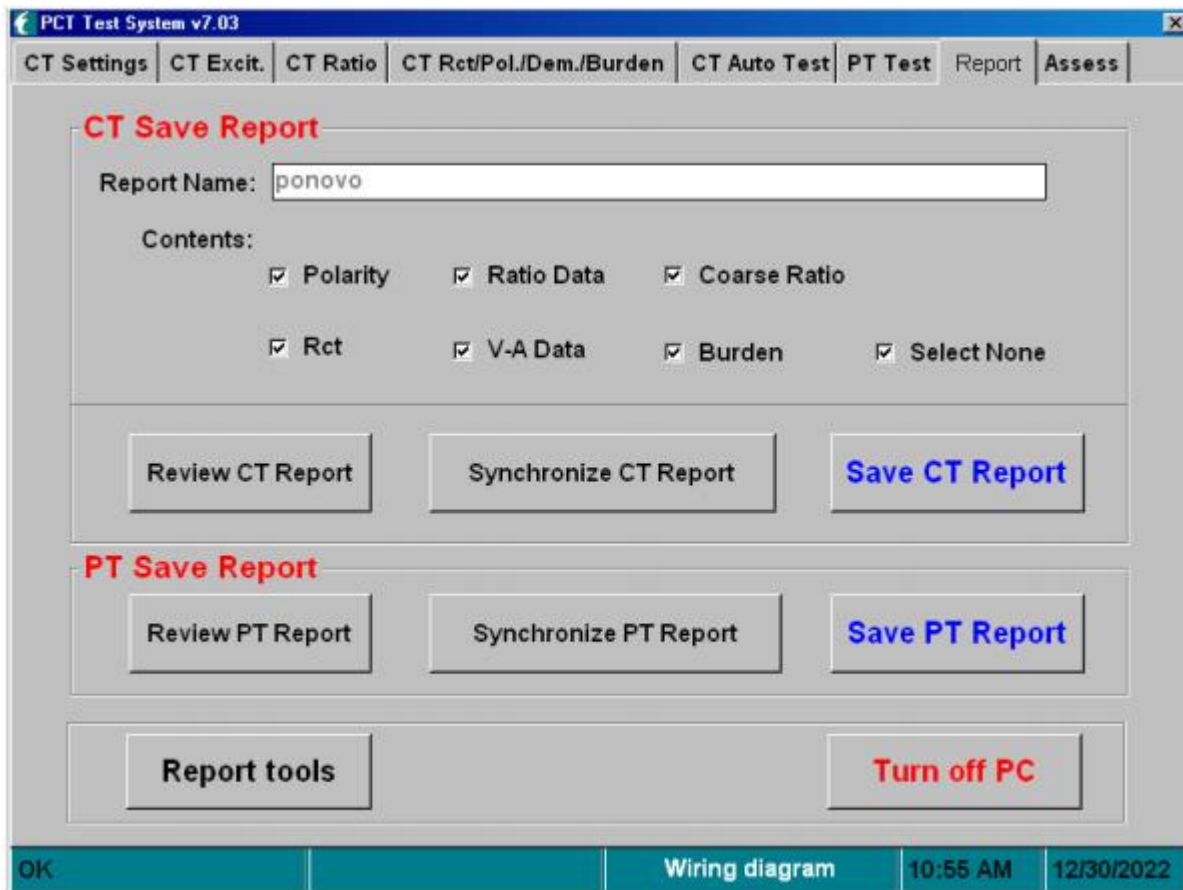 PCT Test System v7.03
CT Settings CT Excit. CT Ratio CT Rct/Pol./Dem./Burden CT Auto Test PT Test Report Assess
CT Save Report
Report Name: ponovo
Contents:
Polarity Ratio Data Coarse Ratio
Rct V-A Data Burden Select None
Review CT Report Synchronize CT Report Save CT Report
PT Save Report
Review PT Report Synchronize PT Report Save PT Report
Report tools Turn off PC
OK Wiring diagram 10:55 AM 12/30/2022